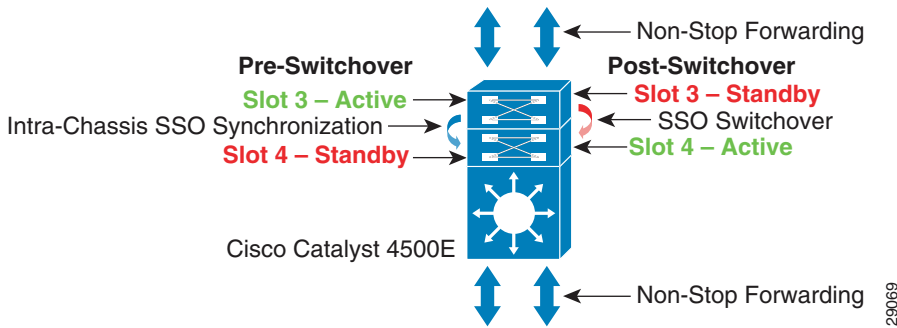 Non-Stop Forwarding
Pre-Switchover
Post-Switchover
Slot 3 – Active
Slot 3 – Standby
Intra-Chassis SSO Synchronization
SSO Switchover
Slot 4 – Standby
Slot 4 – Active
Cisco Catalyst 4500E
Non-Stop Forwarding
29069